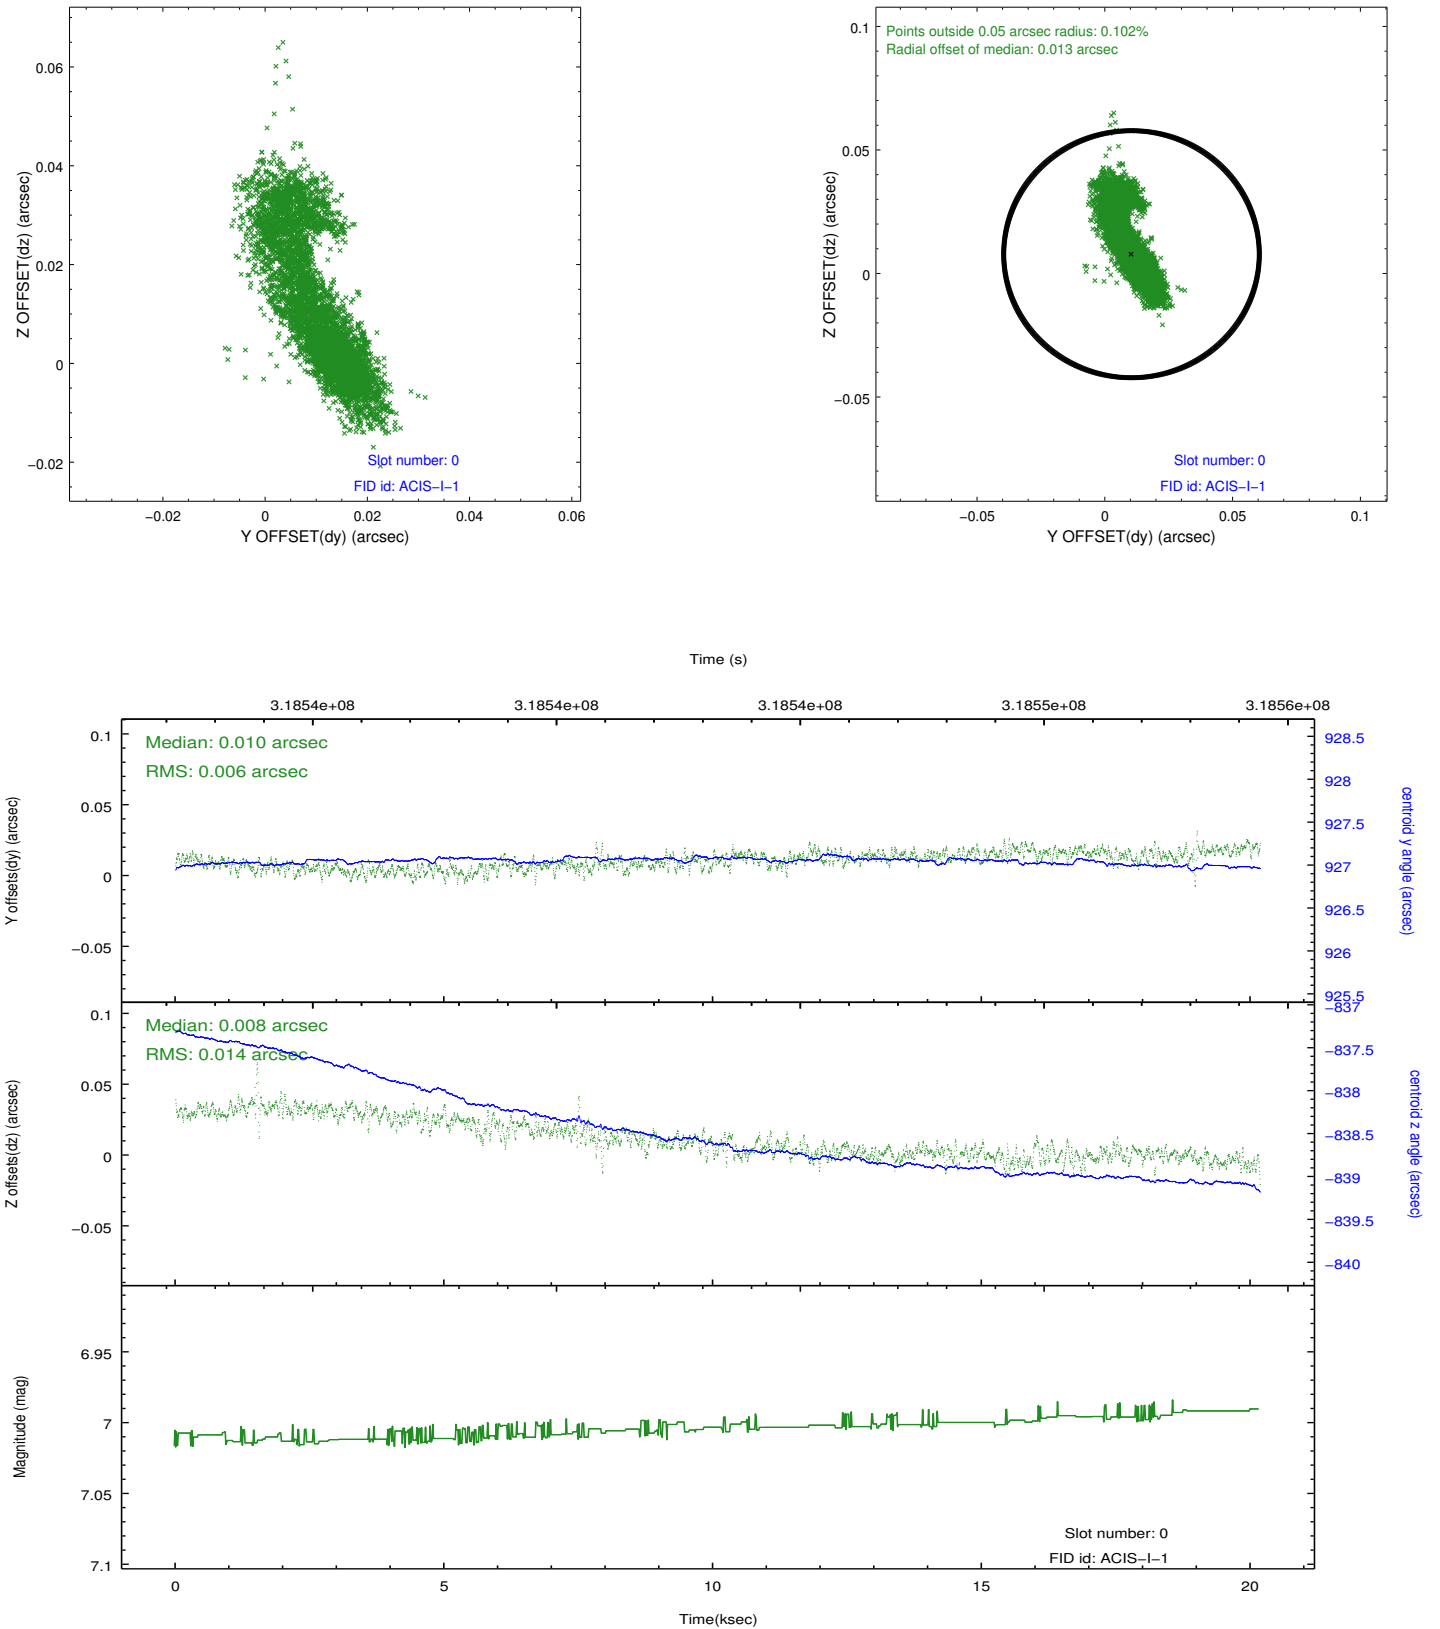 0.06
0.04
0.02
0
−0.02
Z OFFSET(dz) (arcsec)
Slot number: 0
FID id: ACIS−I−1
−0.02
0
0.02
0.04
0.06
Y OFFSET(dy) (arcsec)
Points outside 0.05 arcsec radius: 0.102%
Radial offset of median: 0.013 arcsec
0.1
0.05
0
−0.05
Z OFFSET(dz) (arcsec)
Slot number: 0
FID id: ACIS−I−1
−0.05
0
0.05
0.1
Y OFFSET(dy) (arcsec)
Time (s)
3.1854e+08
3.1854e+08
3.1854e+08
3.1855e+08
3.1856e+08
Median: 0.010 arcsec
RMS: 0.006 arcsec
0.1
0.05
0
−0.05
Y offsets(dy) (arcsec)
928.5
928
927.5
927
926.5
926
925.5
centroid y angle (arcsec)
Median: 0.008 arcsec
RMS: 0.014 arcsec
0.1
0.05
0
−0.05
Z offsets(dz) (arcsec)
−837
−837.5
−838
−838.5
−839
−839.5
−840
centroid z angle (arcsec)
6.95
7
7.05
7.1
Magnitude (mag)
Slot number: 0
FID id: ACIS−I−1
0
5
10
15
20
Time(ksec)